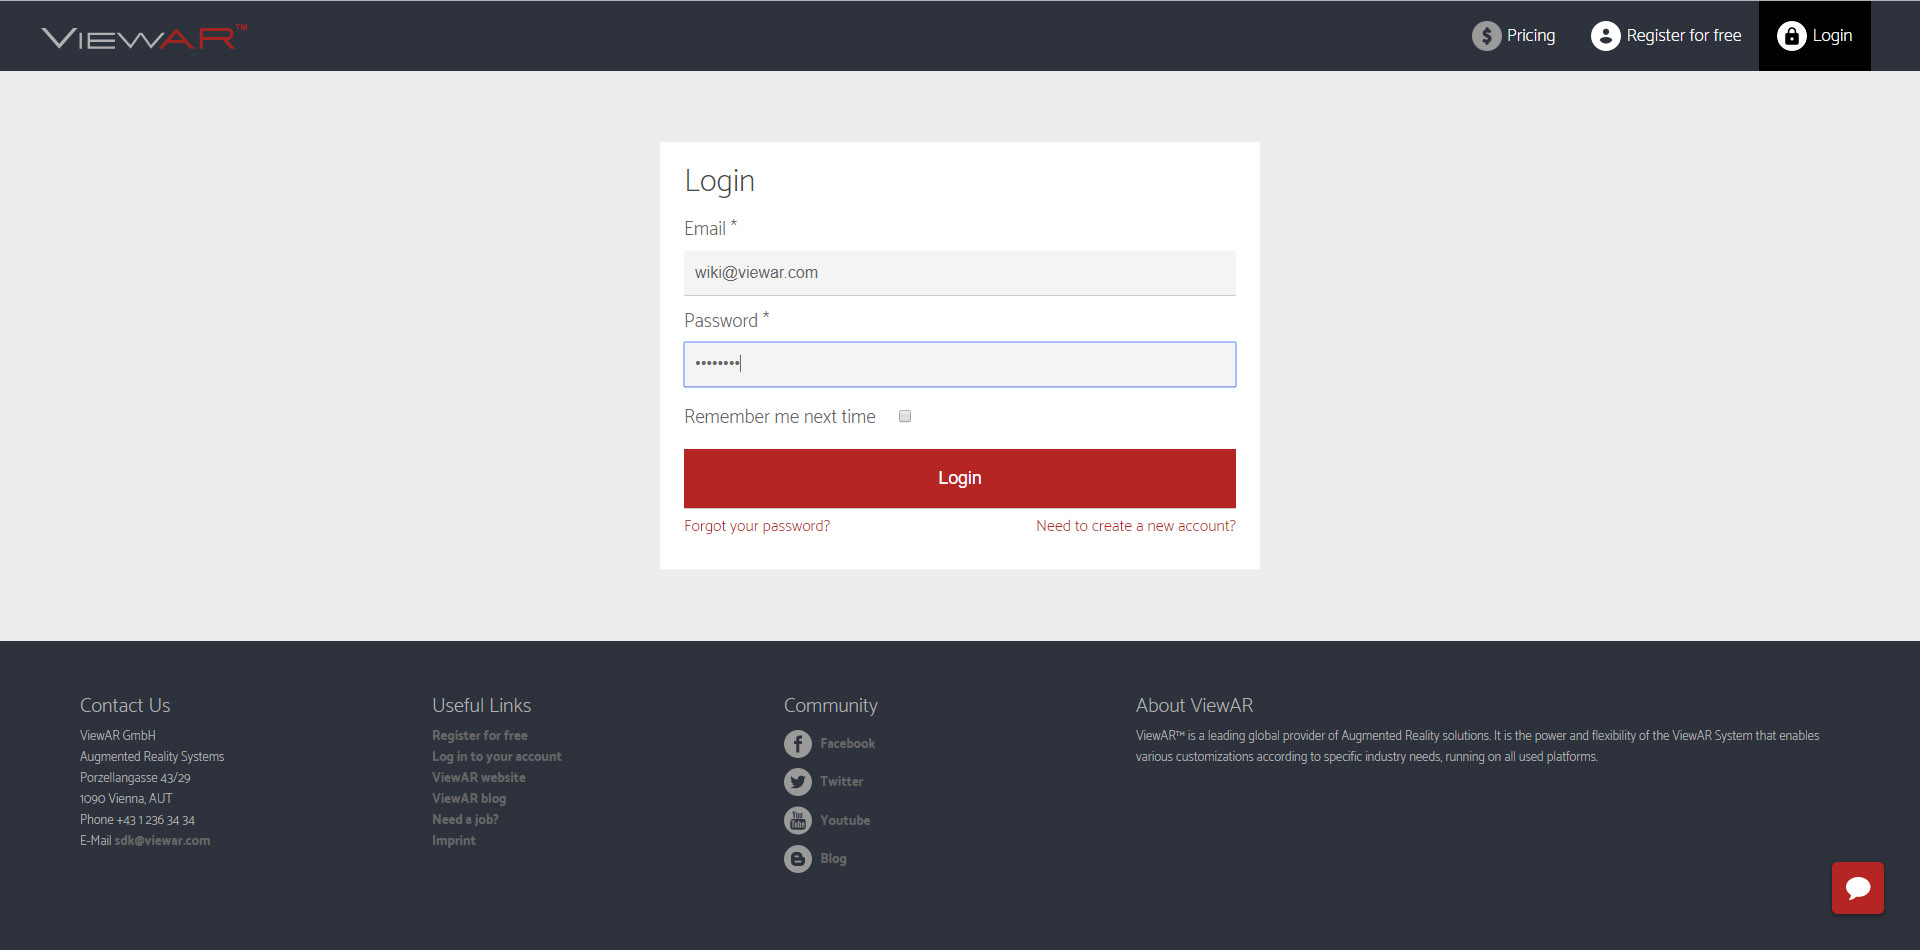 VIEWAR™
Pricing
Register for free
Login
Login
Email *
wiki@viewar.com
Password *
••••••••
Remember me next time
Login
Forgot your password?
Need to create a new account?
Contact Us
ViewAR GmbH
Augmented Reality Systems
Porzellangasse 43/29
1090 Vienna, AUT
Phone +43 1 236 34 34
E-Mail sdk@viewar.com
Useful Links
Register for free
Log in to your account
ViewAR website
ViewAR blog
Need a job?
Imprint
Community
Facebook
Twitter
You
Tube
Youtube
Blog
About ViewAR
ViewAR™ is a leading global provider of Augmented Reality solutions. It is the power and flexibility of the ViewAR System that enables
various customizations according to specific industry needs, running on all used platforms.